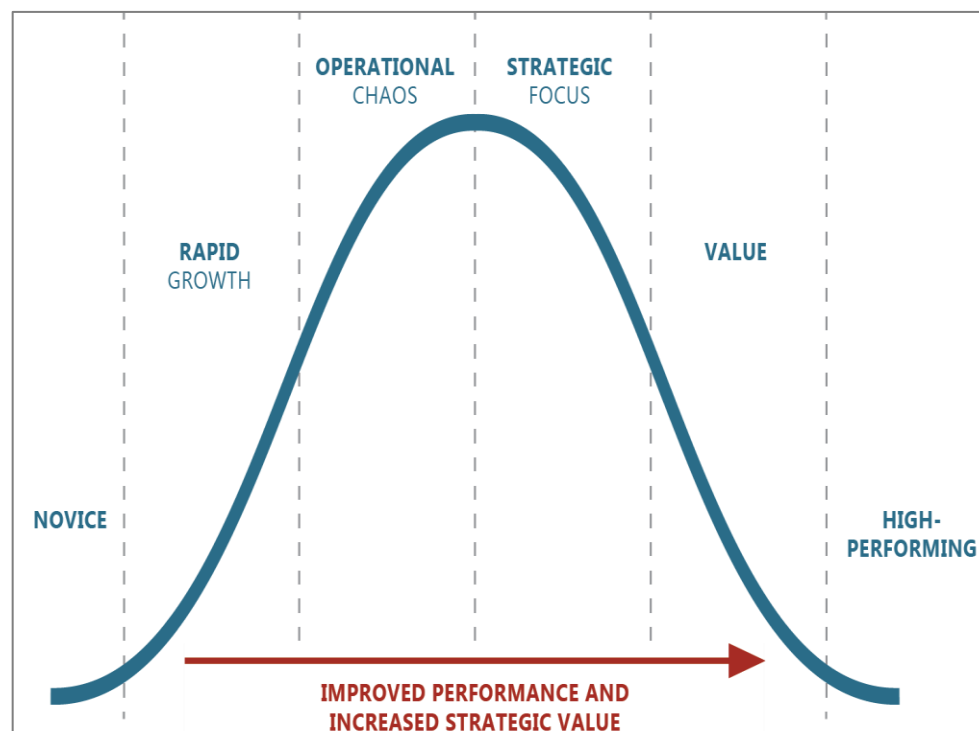 OPERATIONAL
CHAOS
STRATEGIC
FOCUS
RAPID
GROWTH
VALUE
NOVICE
HIGH-
PERFORMING
IMPROVED PERFORMANCE AND
INCREASED STRATEGIC VALUE